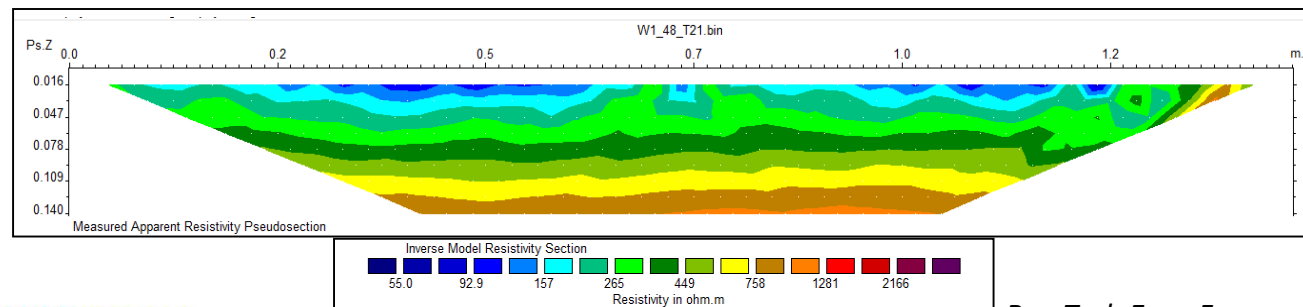 W1_48_T21.bin
Ps.Z 0.0 0.2 0.5 0.7 1.0 1.2 m.
0.016
0.047
0.078
0.109
0.140
Measured Apparent Resistivity Pseudosection
Inverse Model Resistivity Section
55.0 92.9 157 265 449 758 1281 2166
Resistivity in ohm.m